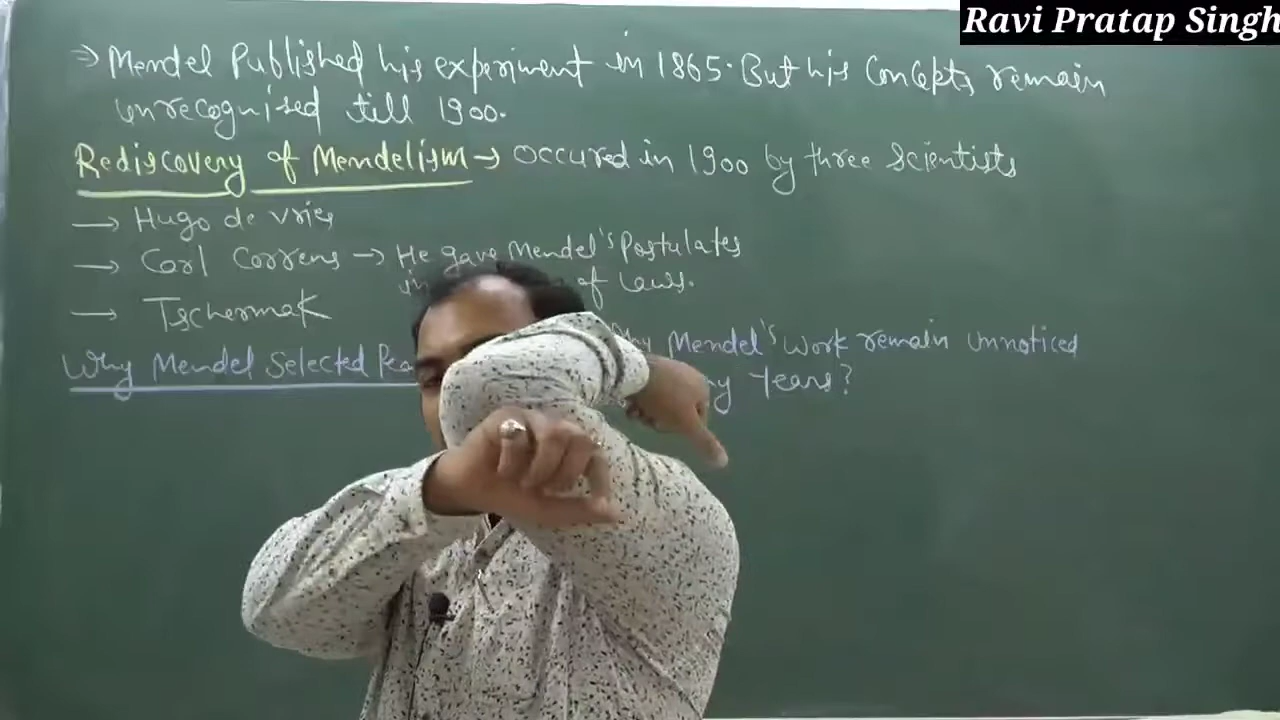 Ravi Pratap Singh
→ Mendel Published his experiment in 1865. But his Concepts remain
unrecognised till 1900.
Rediscovery of Mendelism → Occured in 1900 by three Scientists
→ Hugo de vries
→ Carl Correns → He gave Mendel's Postulates
in of Laws.
→ Tschermak
Why Mendel Selected Mendel's Work remain unnoticed
Years?